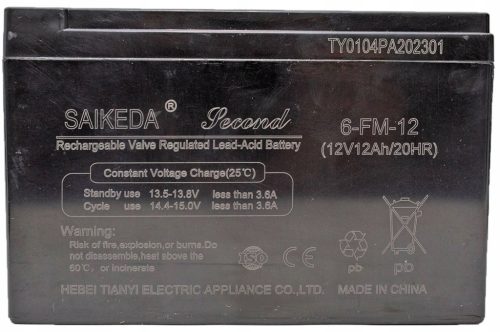 TY0104PA202301
SAIKEDA® Second
6-FM-12
Rechargeable Valve Regulated Lead-Acid Battery
(12V12Ah/20HR)
Constant Voltage Charge(25℃)
Standby use 13.5-13.8V less than 3.6A
Cycle use 14.4-15.0V less than 3.6A
Warning:
Risk of fire,explosion, or burns.Do
not disassemble,heat above the
60℃, or incinerate
ISO CE pb pb
HEBEI TIANYI ELECTRIC APPLIANCE CO.,LTD. MADE IN CHINA